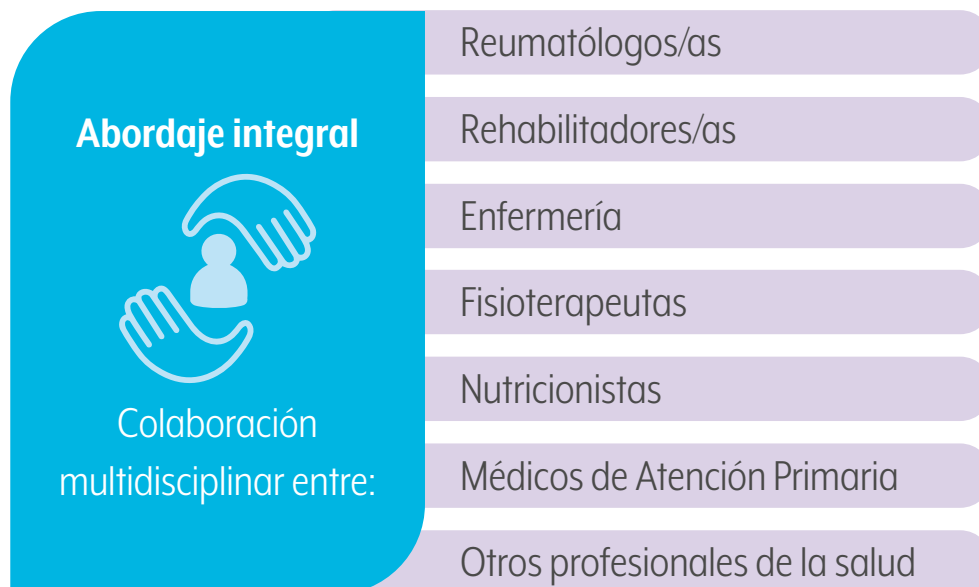 Abordaje integral
Colaboración
multidisciplinar entre:
Reumatólogos/as
Rehabilitadores/as
Enfermería
Fisioterapeutas
Nutricionistas
Médicos de Atención Primaria
Otros profesionales de la salud